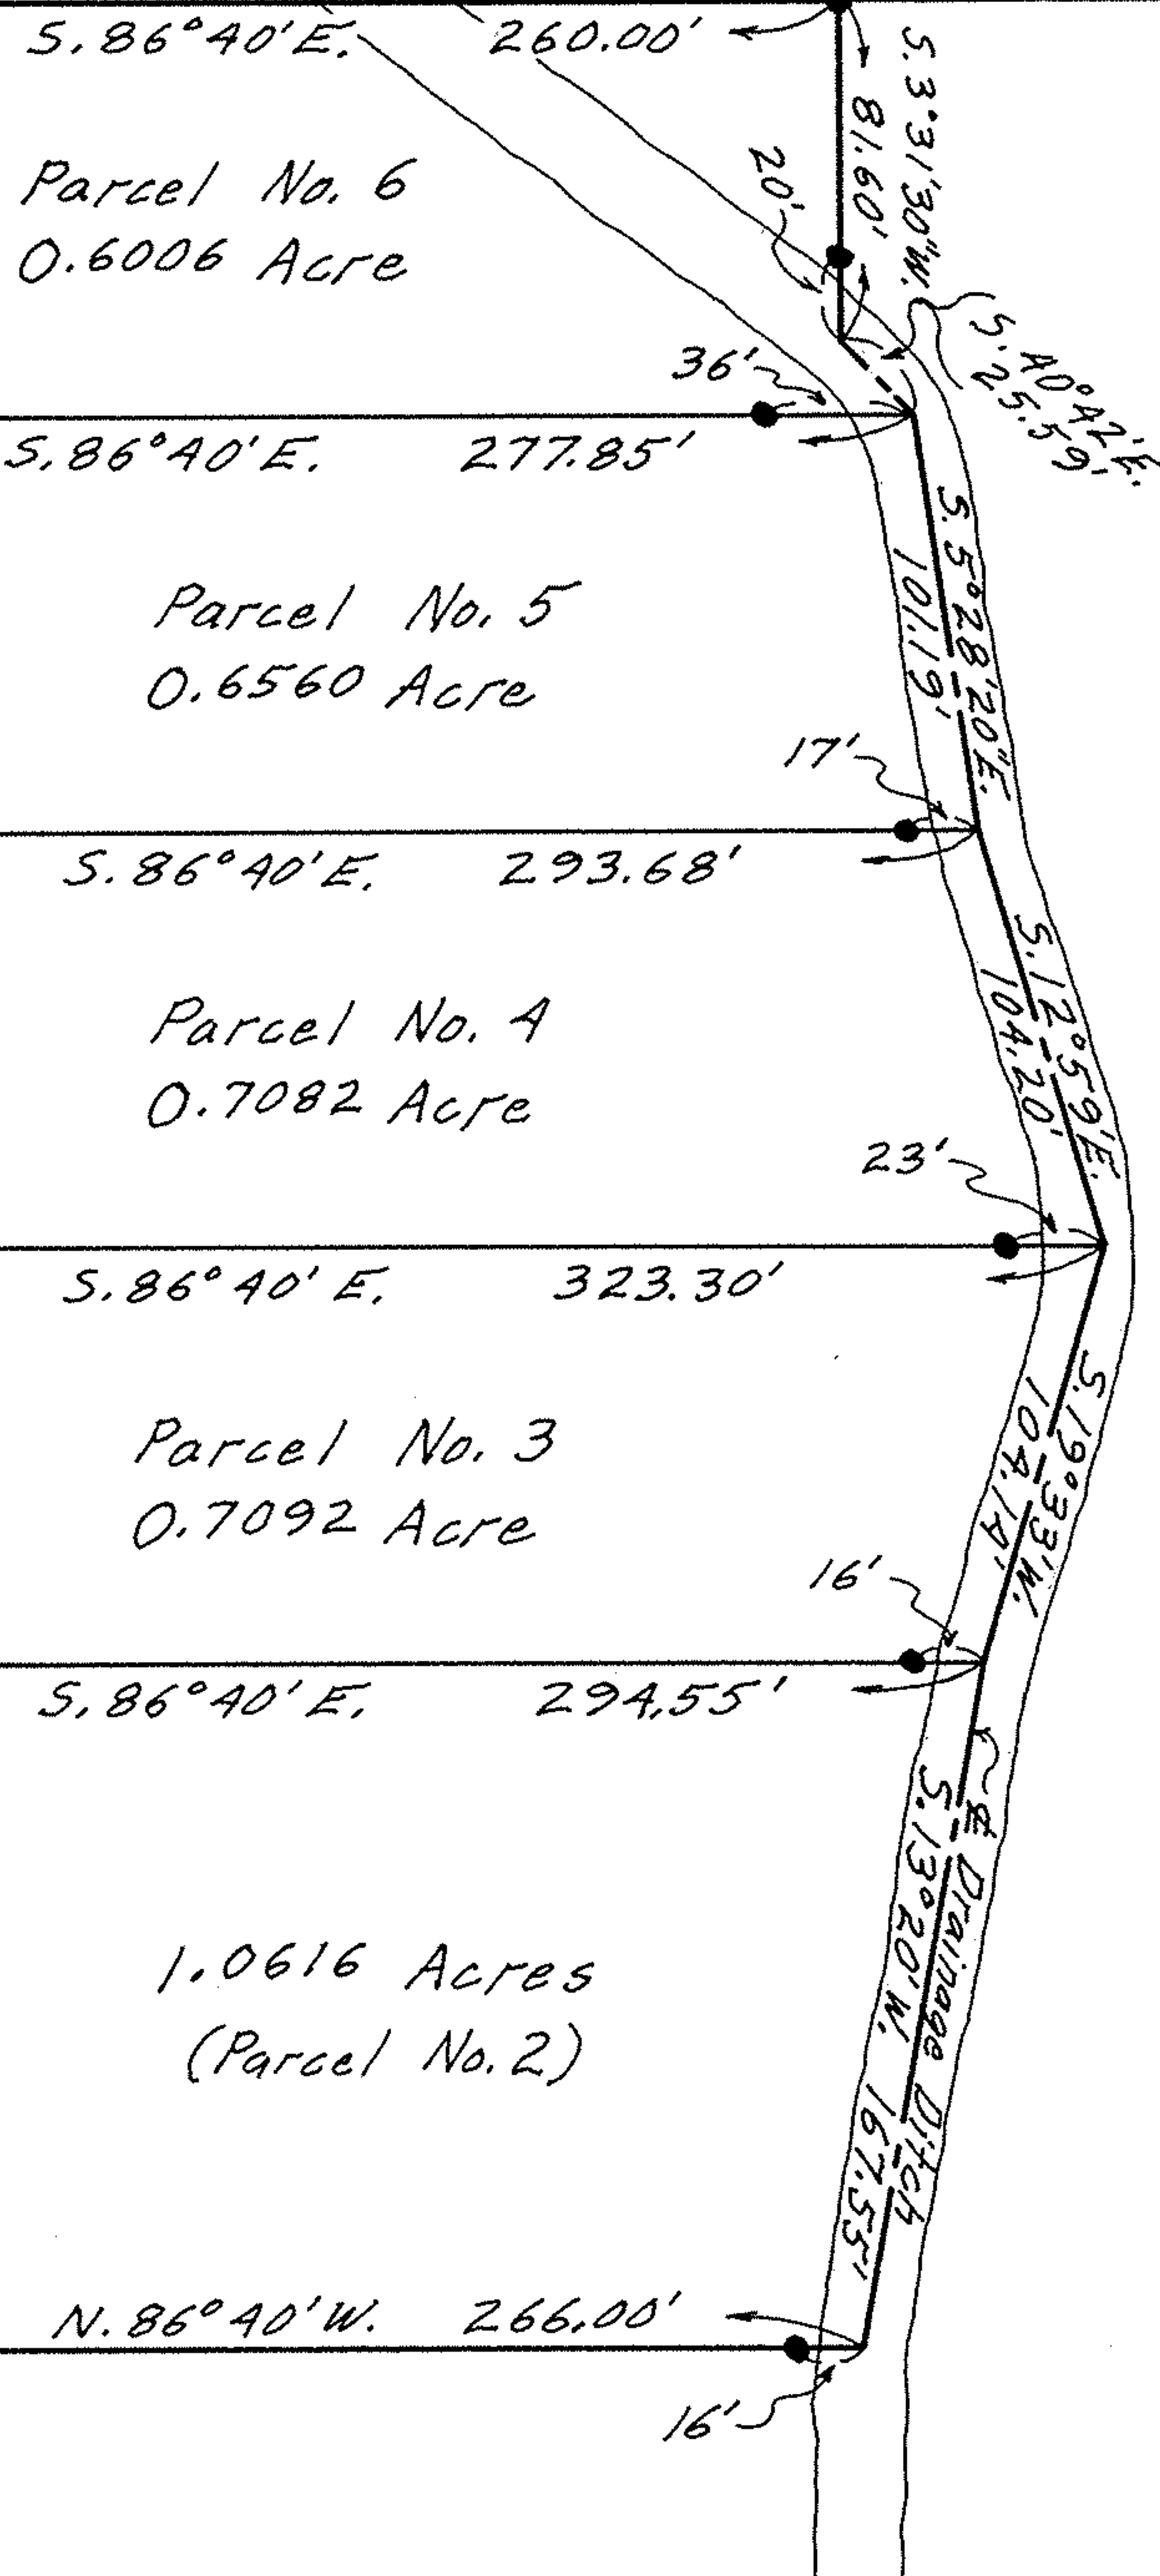 S. 86°40'E. 260.00'
S. 3°31'30"W.
81.60'
20'
Parcel No. 6
0.6006 Acre
S. 40°42'E.
25.59'
36'
S. 86°40'E. 277.85'
S. 5°28'20"E.
101.19'
Parcel No. 5
0.6560 Acre
17'
S. 86°40'E. 293.68'
S. 12°59'E.
104.20'
Parcel No. 4
0.7082 Acre
23'
S. 86°40'E. 323.30'
S. 19°33'W.
104.14'
Parcel No. 3
0.7092 Acre
16'
S. 86°40'E. 294.55'
℄ Drainage Ditch
S. 13°20'W. 167.55'
1.0616 Acres
(Parcel No. 2)
N. 86°40'W. 266.00'
16'